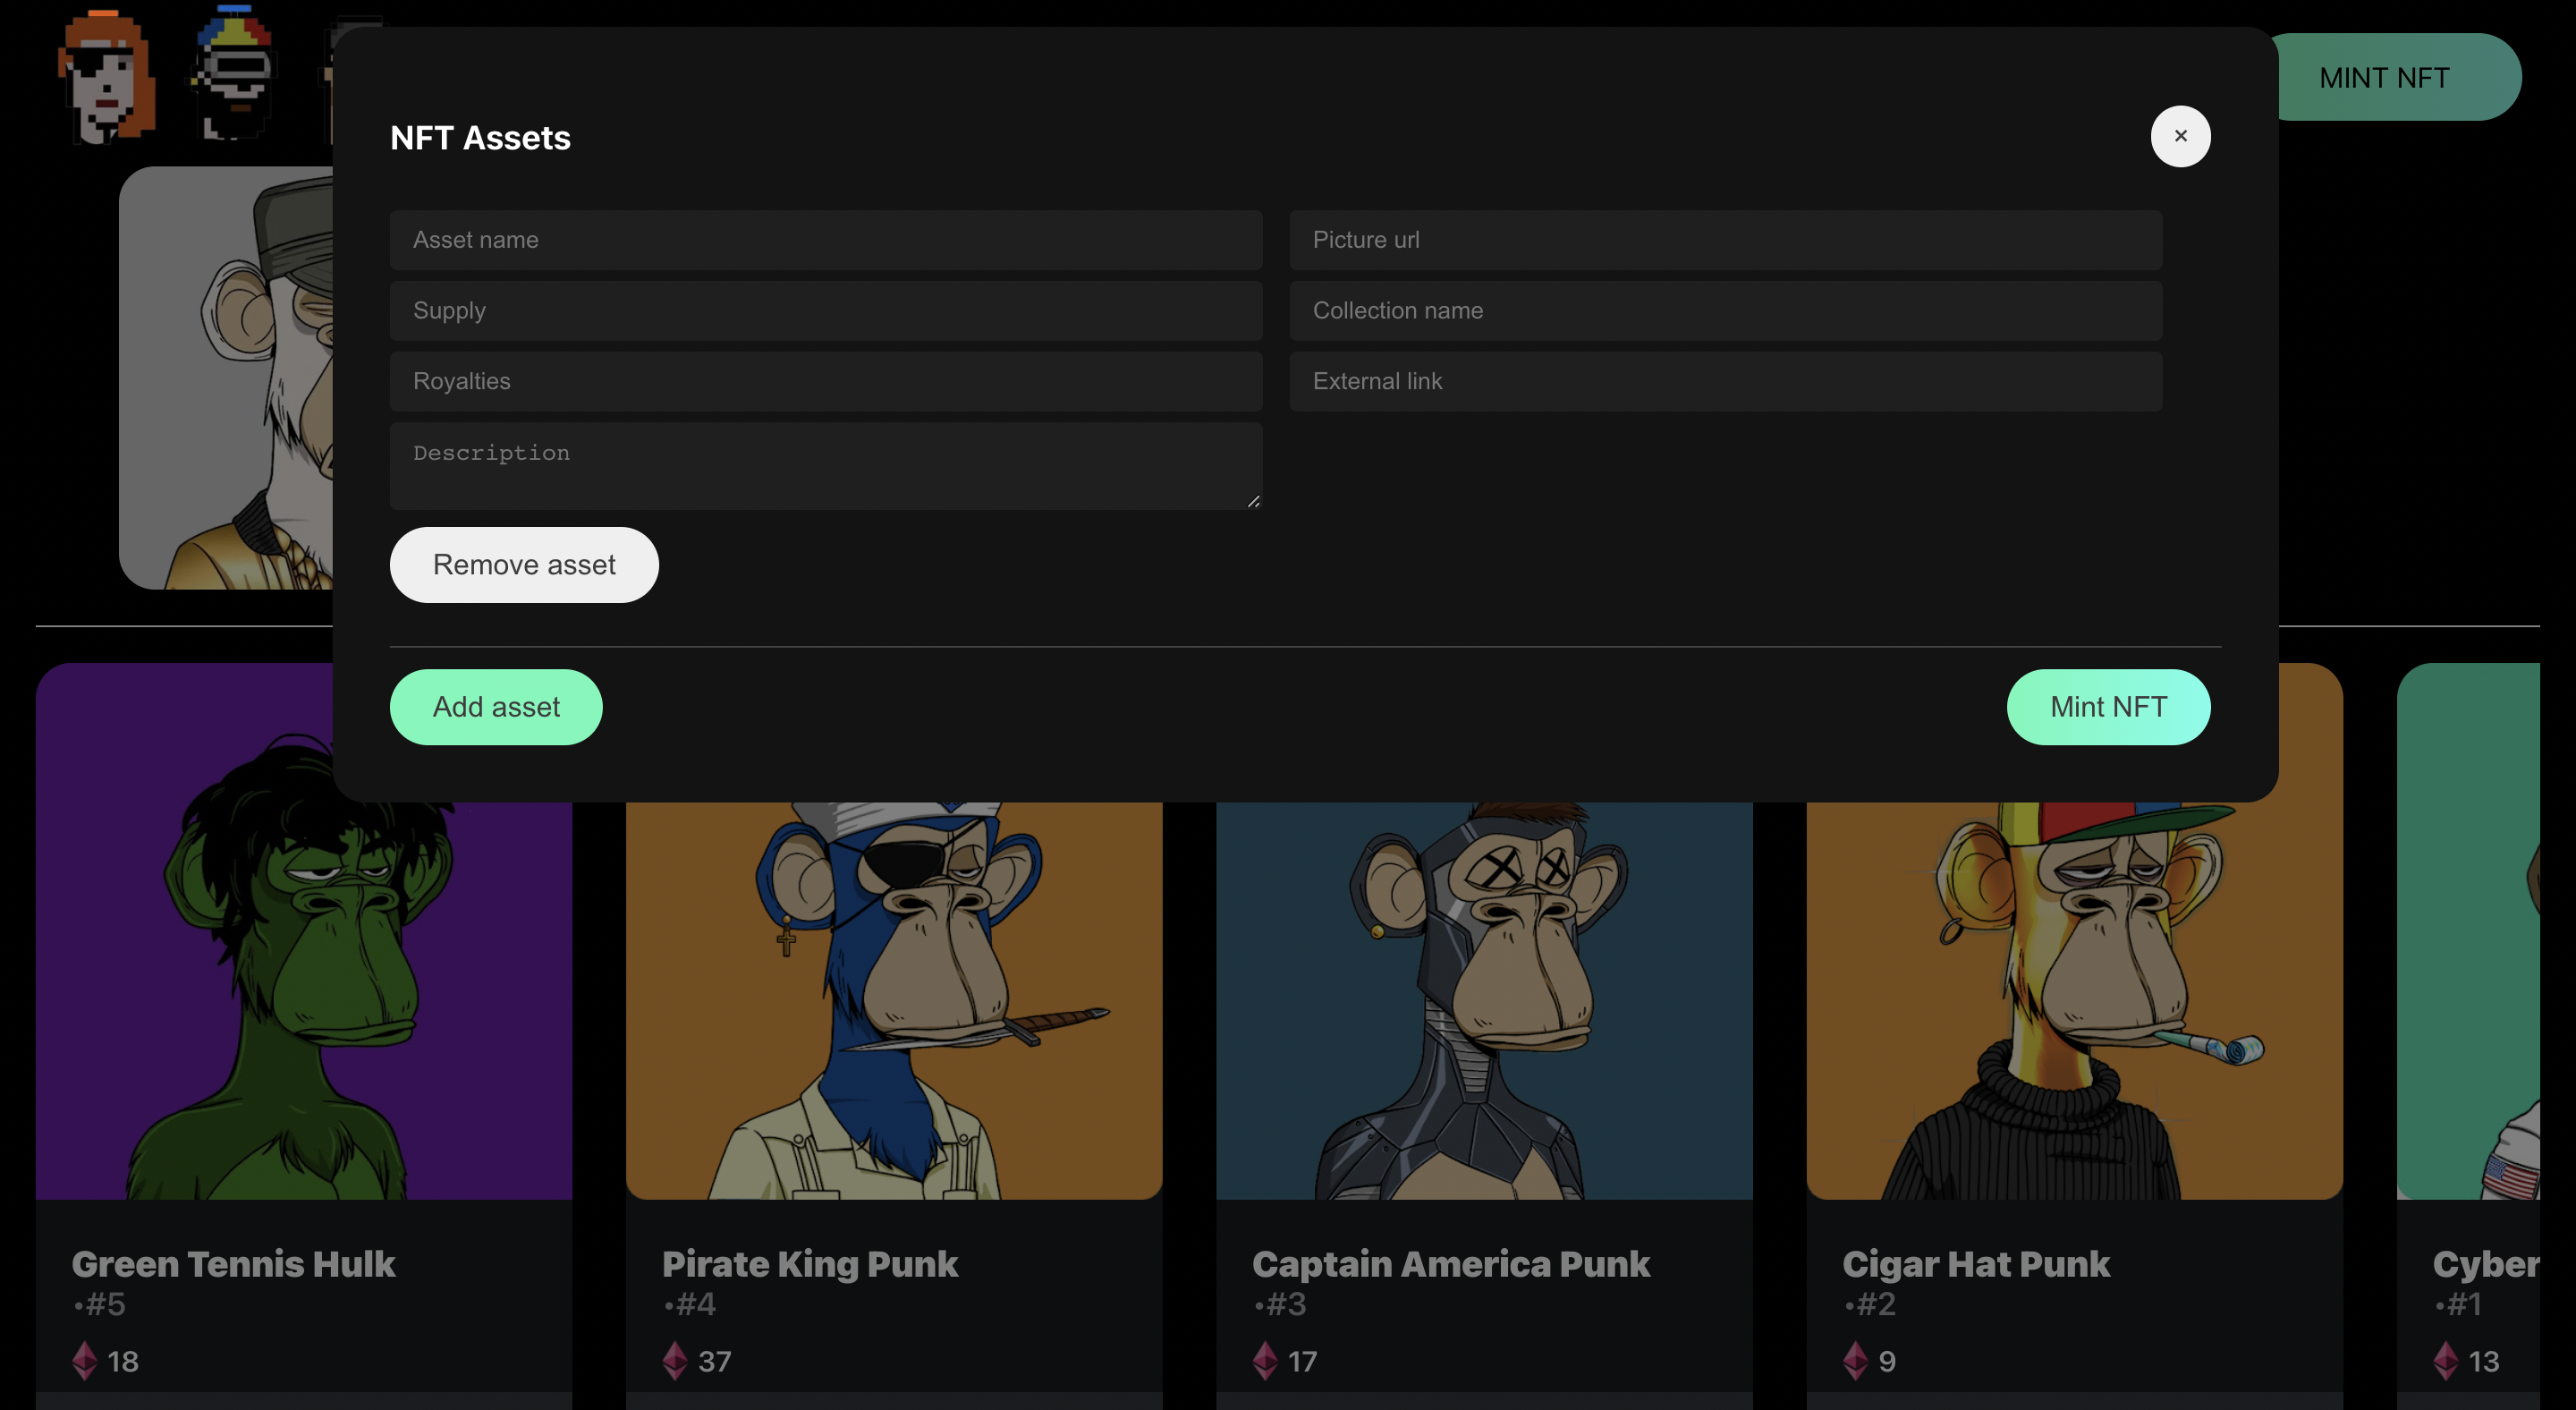 MINT NFT
NFT Assets
×
Asset name
Picture url
Supply
Collection name
Royalties
External link
Description
Remove asset
Add asset
Mint NFT
Green Tennis Hulk
•#5
18
Pirate King Punk
•#4
37
Captain America Punk
•#3
17
Cigar Hat Punk
•#2
9
Cyber
•#1
13